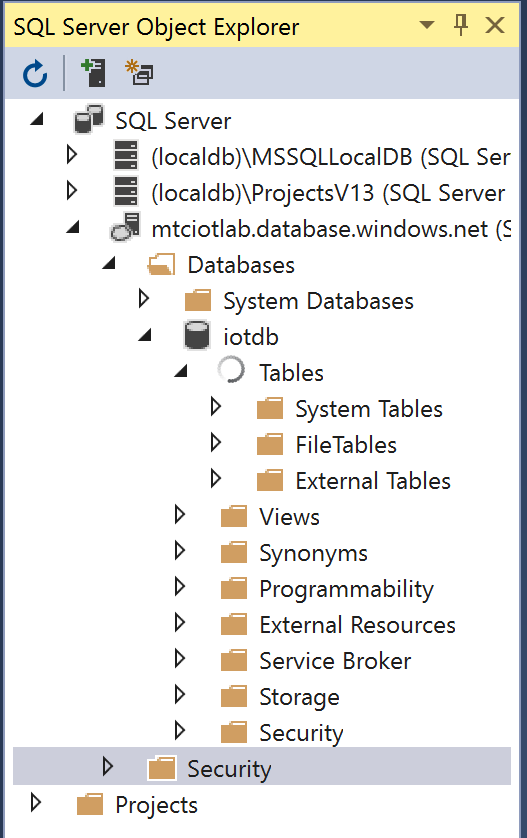 SQL Server Object Explorer
SQL Server
(localdb)\MSSQLLocalDB (SQL Ser
(localdb)\ProjectsV13 (SQL Server
mtciotlab.database.windows.net (S
Databases
System Databases
iotdb
Tables
System Tables
FileTables
External Tables
Views
Synonyms
Programmability
External Resources
Service Broker
Storage
Security
Security
Projects